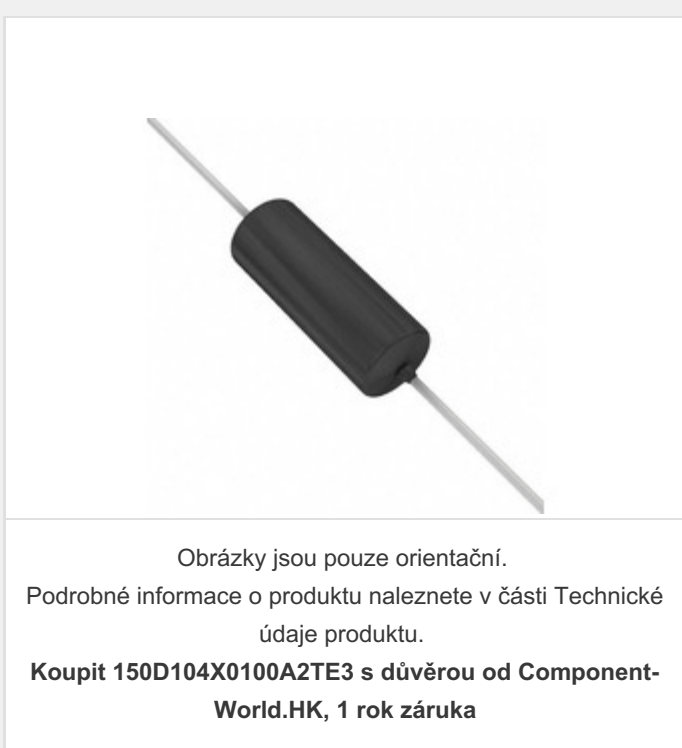 Obrázky jsou pouze orientační.
Podrobné informace o produktu naleznete v části Technické
údaje produktu.
Koupit 150D104X0100A2TE3 s důvěrou od Component-
World.HK, 1 rok záruka